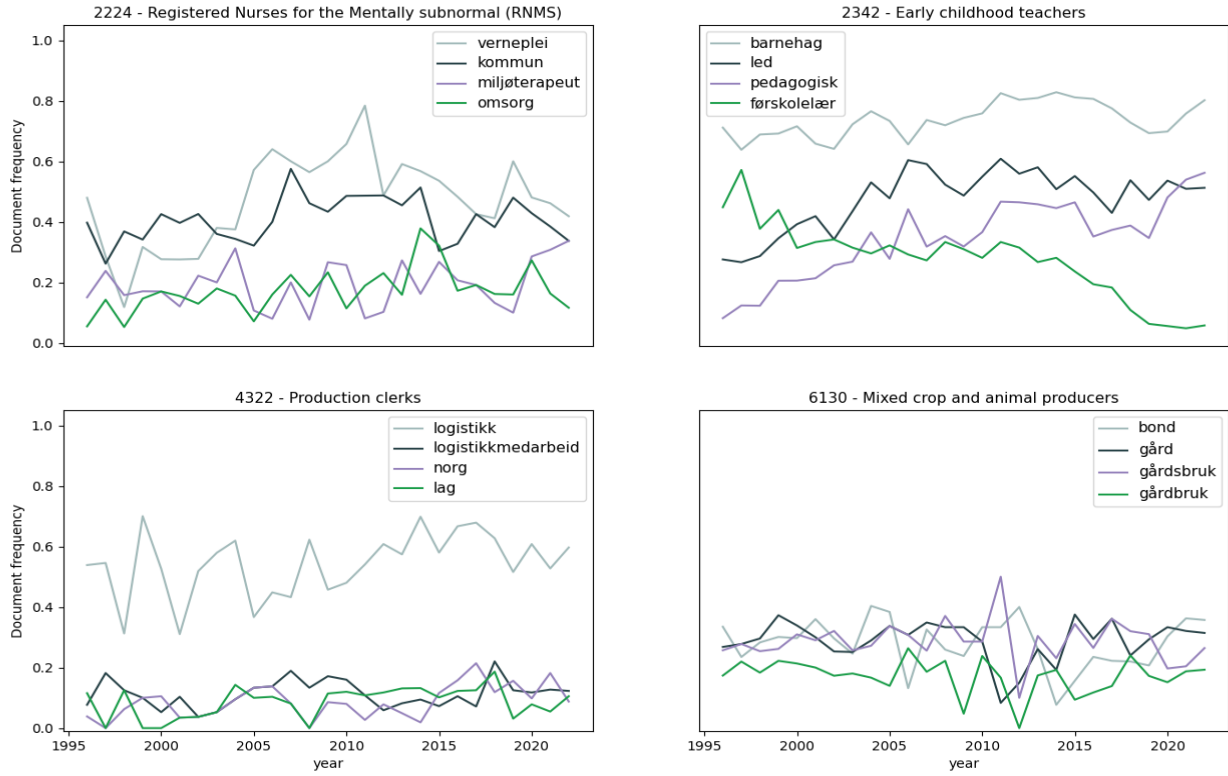 2224 - Registered Nurses for the Mentally subnormal (RNMS)
1.0
0.8
0.6
0.4
0.2
0.0
Document frequency
verneplei
kommun
miljøterapeut
omsorg
2342 - Early childhood teachers
barnehag
led
pedagogisk
førskolelær
4322 - Production clerks
1.0
0.8
0.6
0.4
0.2
0.0
Document frequency
logistikk
logistikkmedarbeid
norg
lag
1995 2000 2005 2010 2015 2020
year
6130 - Mixed crop and animal producers
bond
gård
gårdsbruk
gårdbruk
1995 2000 2005 2010 2015 2020
year